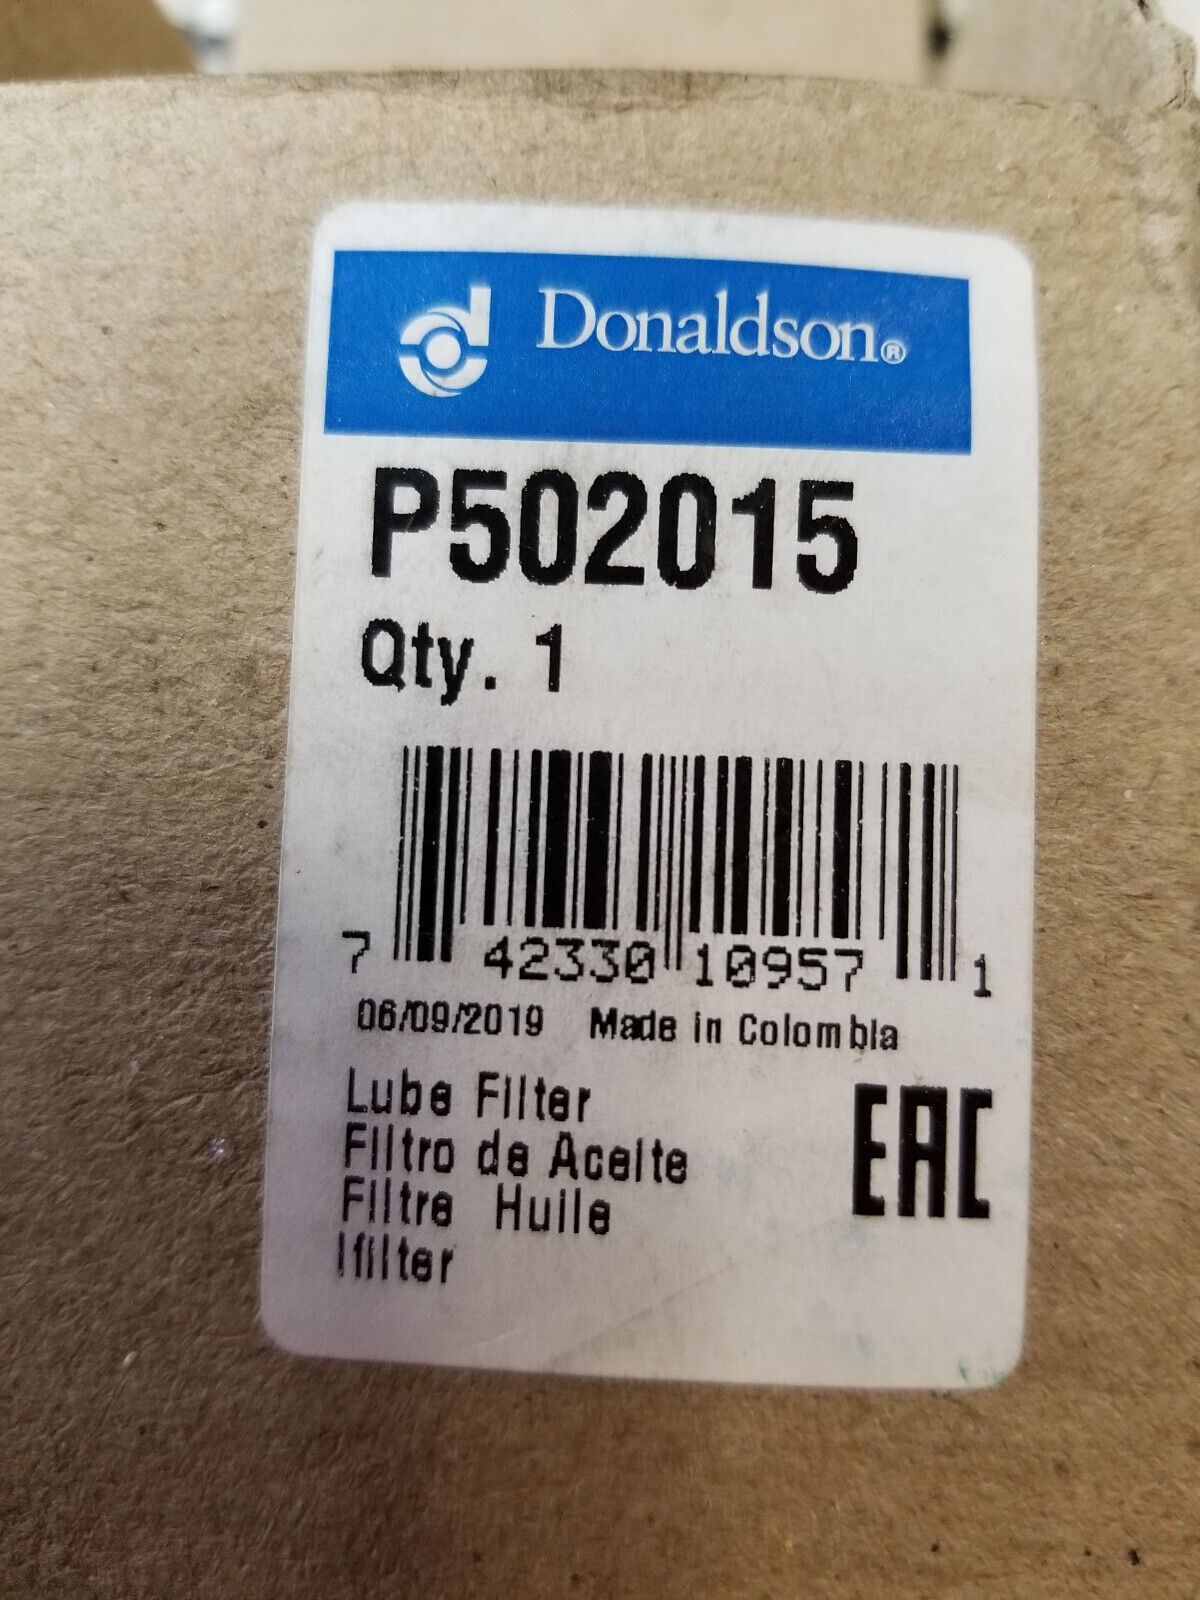 Donaldson®
P502015
Qty. 1
7 42330 10957 1
06/09/2019 Made in Colombia
Lube Filter
Filtro de Aceite
Filtre Huile
lfilter
EAC